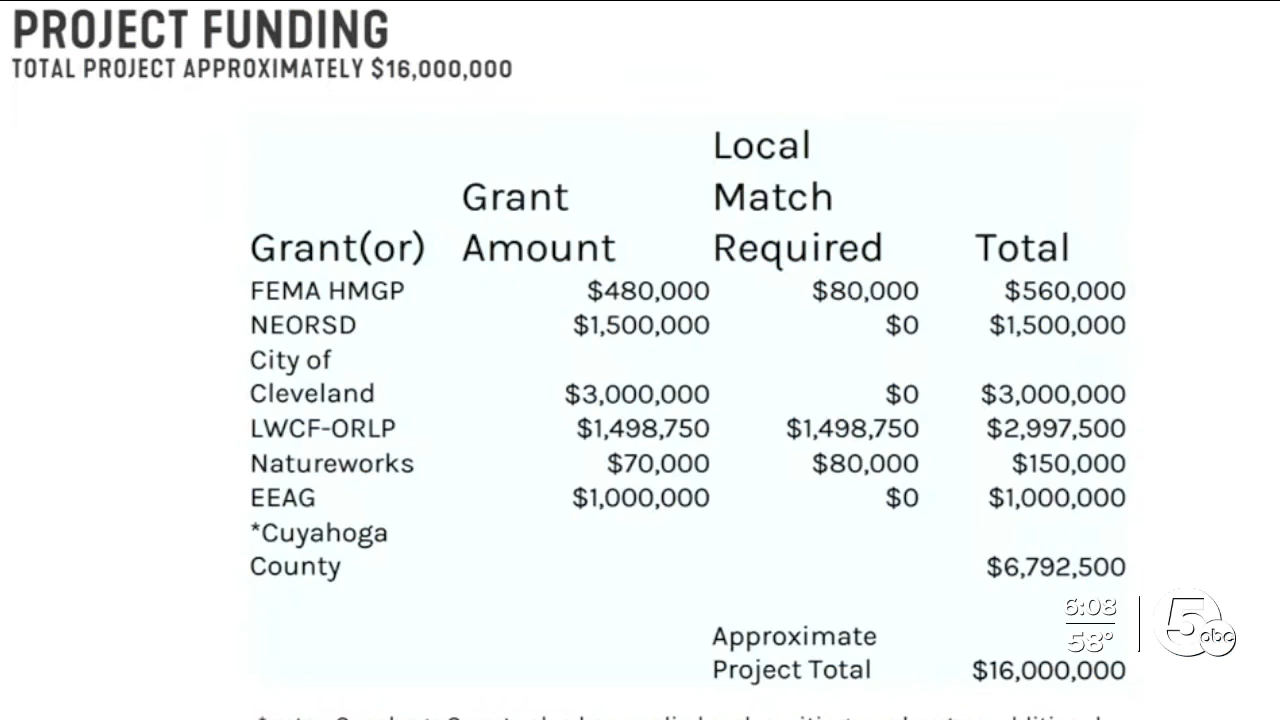 PROJECT FUNDING
TOTAL PROJECT APPROXIMATELY $16,000,000
Local
Grant Match
Grant(or) Amount Required Total
FEMA HMGP $480,000 $80,000 $560,000
NEORSD $1,500,000 $0 $1,500,000
City of
Cleveland $3,000,000 $0 $3,000,000
LWCF-ORLP $1,498,750 $1,498,750 $2,997,500
Natureworks $70,000 $80,000 $150,000
EEAG $1,000,000 $0 $1,000,000
*Cuyahoga
County $6,792,500
6:08
58°
5 abc
Approximate
Project Total $16,000,000